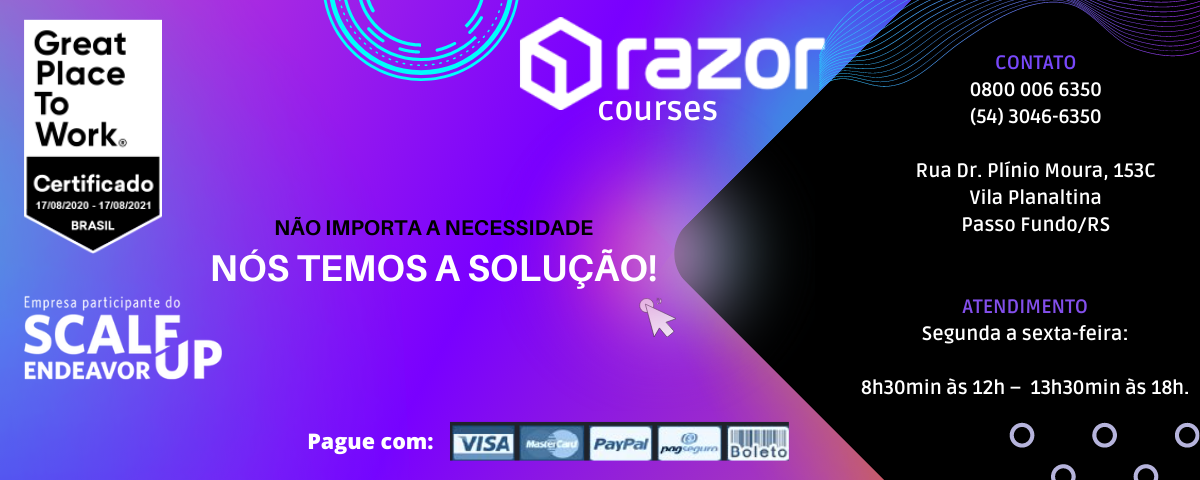 Great
Place
To
Work®
Certificado
17/08/2020 - 17/08/2021
BRASIL
Empresa participante do
SCALE
UP
ENDEAVOR
razor
courses
NÃO IMPORTA A NECESSIDADE
NÓS TEMOS A SOLUÇÃO!
Pague com:
VISA
MasterCard
PayPal
pagseguro
Boleto
CONTATO
0800 006 6350
(54) 3046-6350
Rua Dr. Plínio Moura, 153C
Vila Planaltina
Passo Fundo/RS
ATENDIMENTO
Segunda a sexta-feira:
8h30min às 12h – 13h30min às 18h.